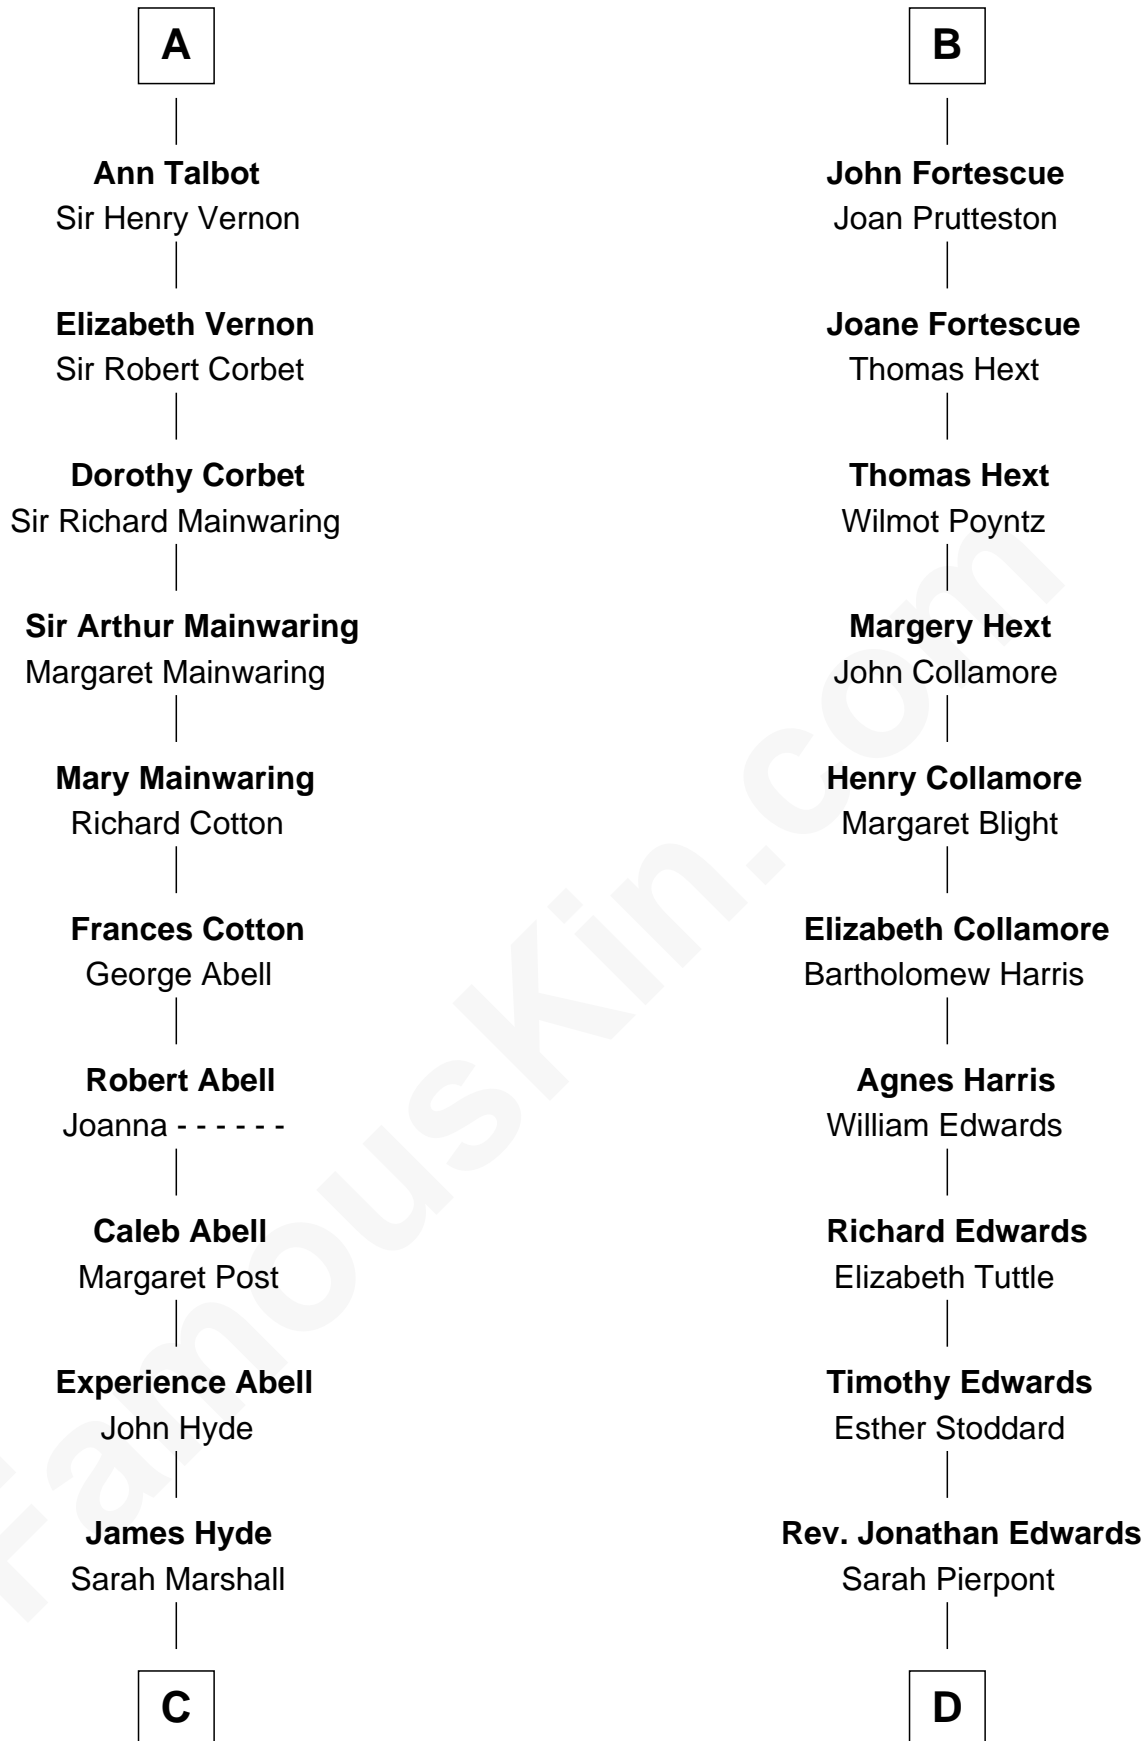 A
Ann Talbot
Sir Henry Vernon
Elizabeth Vernon
Sir Robert Corbet
Dorothy Corbet
Sir Richard Mainwaring
Sir Arthur Mainwaring
Margaret Mainwaring
Mary Mainwaring
Richard Cotton
Frances Cotton
George Abell
Robert Abell
Joanna - - - - - -
Caleb Abell
Margaret Post
Experience Abell
John Hyde
James Hyde
Sarah Marshall
C
B
John Fortescue
Joan Prutteston
Joane Fortescue
Thomas Hext
Thomas Hext
Wilmot Poyntz
Margery Hext
John Collamore
Henry Collamore
Margaret Blight
Elizabeth Collamore
Bartholomew Harris
Agnes Harris
William Edwards
Richard Edwards
Elizabeth Tuttle
Timothy Edwards
Esther Stoddard
Rev. Jonathan Edwards
Sarah Pierpont
D
FamousKin.com